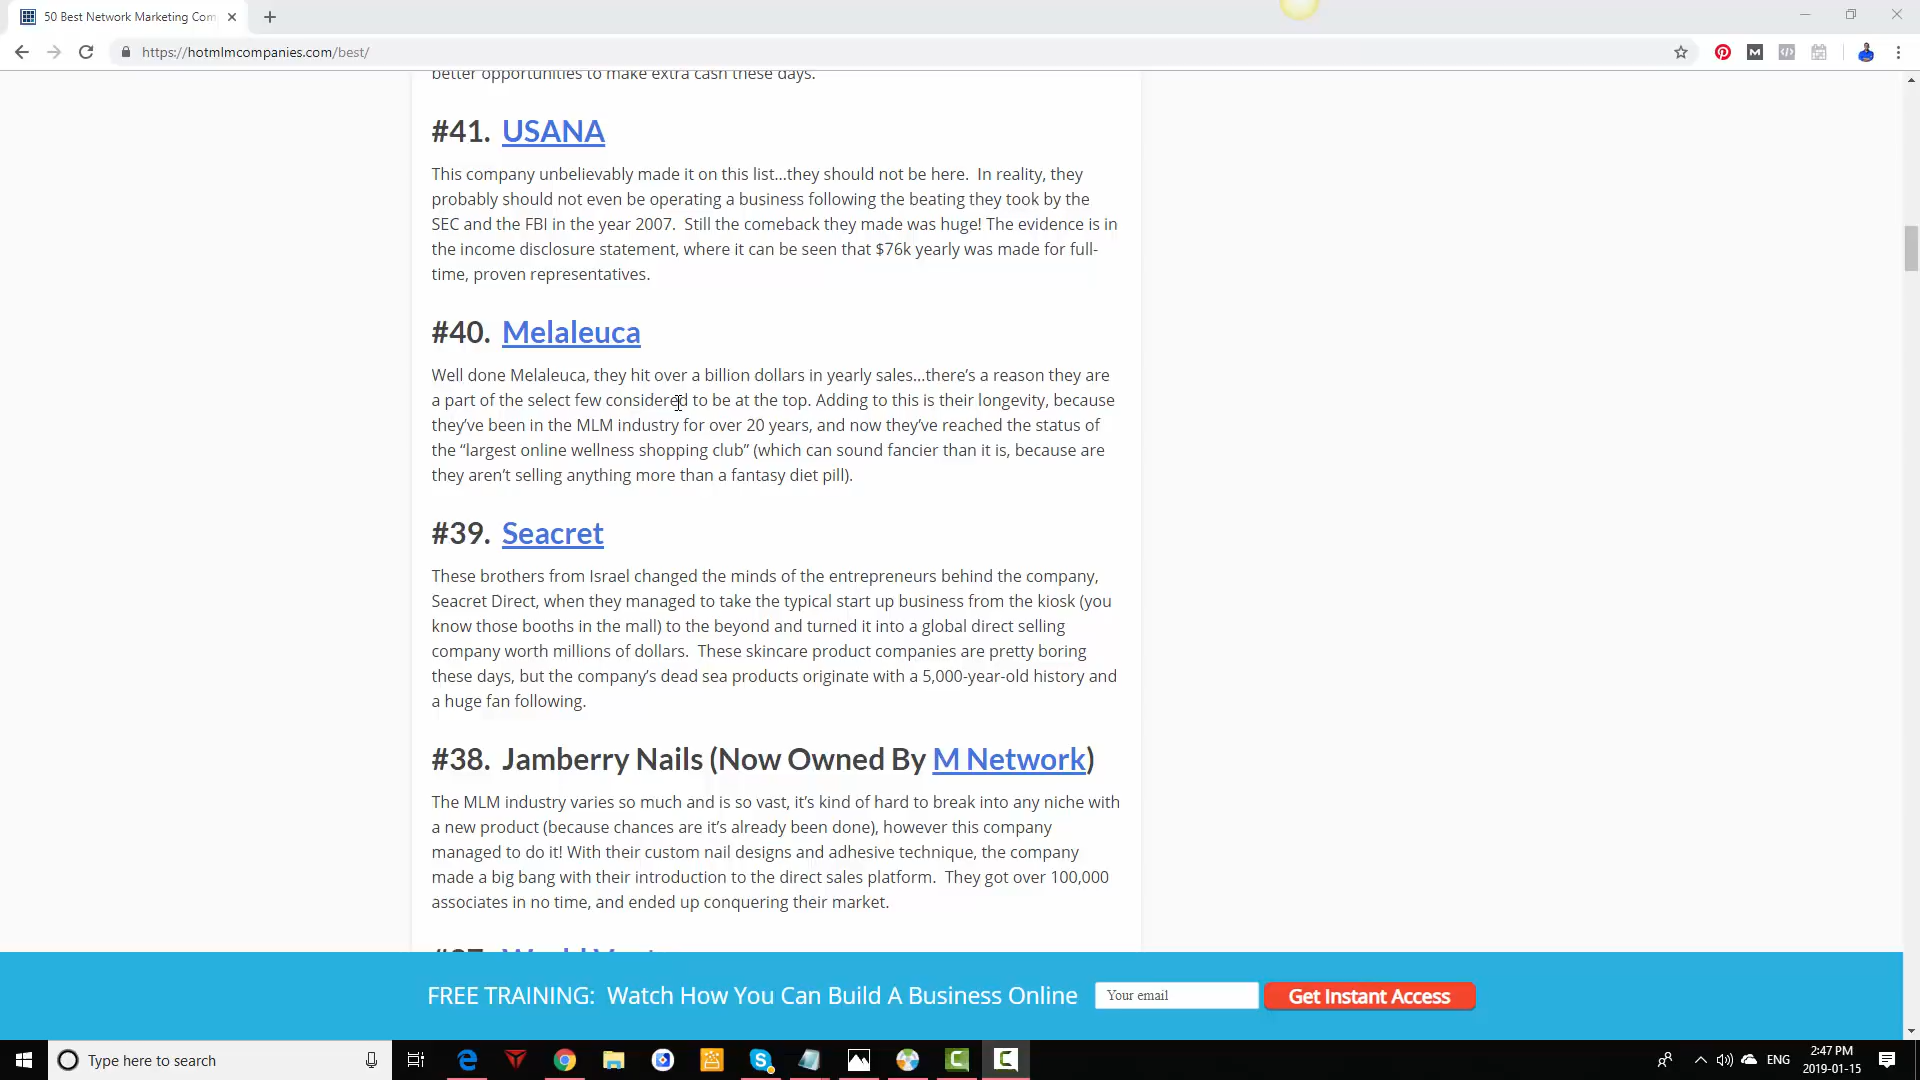 50 Best Network Marketing Com
https://hotmlmcompanies.com/best/
better opportunities to make extra cash these days.
#41. USANA
This company unbelievably made it on this list...they should not be here. In reality, they
probably should not even be operating a business following the beating they took by the
SEC and the FBI in the year 2007. Still the comeback they made was huge! The evidence is in
the income disclosure statement, where it can be seen that $76k yearly was made for full-
time, proven representatives.
#40. Melaleuca
Well done Melaleuca, they hit over a billion dollars in yearly sales...there's a reason they are
a part of the select few considered to be at the top. Adding to this is their longevity, because
they've been in the MLM industry for over 20 years, and now they've reached the status of
the "largest online wellness shopping club" (which can sound fancier than it is, because are
they aren't selling anything more than a fantasy diet pill).
#39. Seacret
These brothers from Israel changed the minds of the entrepreneurs behind the company,
Seacret Direct, when they managed to take the typical start up business from the kiosk (you
know those booths in the mall) to the beyond and turned it into a global direct selling
company worth millions of dollars. These skincare product companies are pretty boring
these days, but the company's dead sea products originate with a 5,000-year-old history and
a huge fan following.
#38. Jamberry Nails (Now Owned By M Network)
The MLM industry varies so much and is so vast, it's kind of hard to break into any niche with
a new product (because chances are it's already been done), however this company
managed to do it! With their custom nail designs and adhesive technique, the company
made a big bang with their introduction to the direct sales platform. They got over 100,000
associates in no time, and ended up conquering their market.
FREE TRAINING: Watch How You Can Build A Business Online
Your email
Get Instant Access
Type here to search
ENG
2:47 PM
2019-01-15